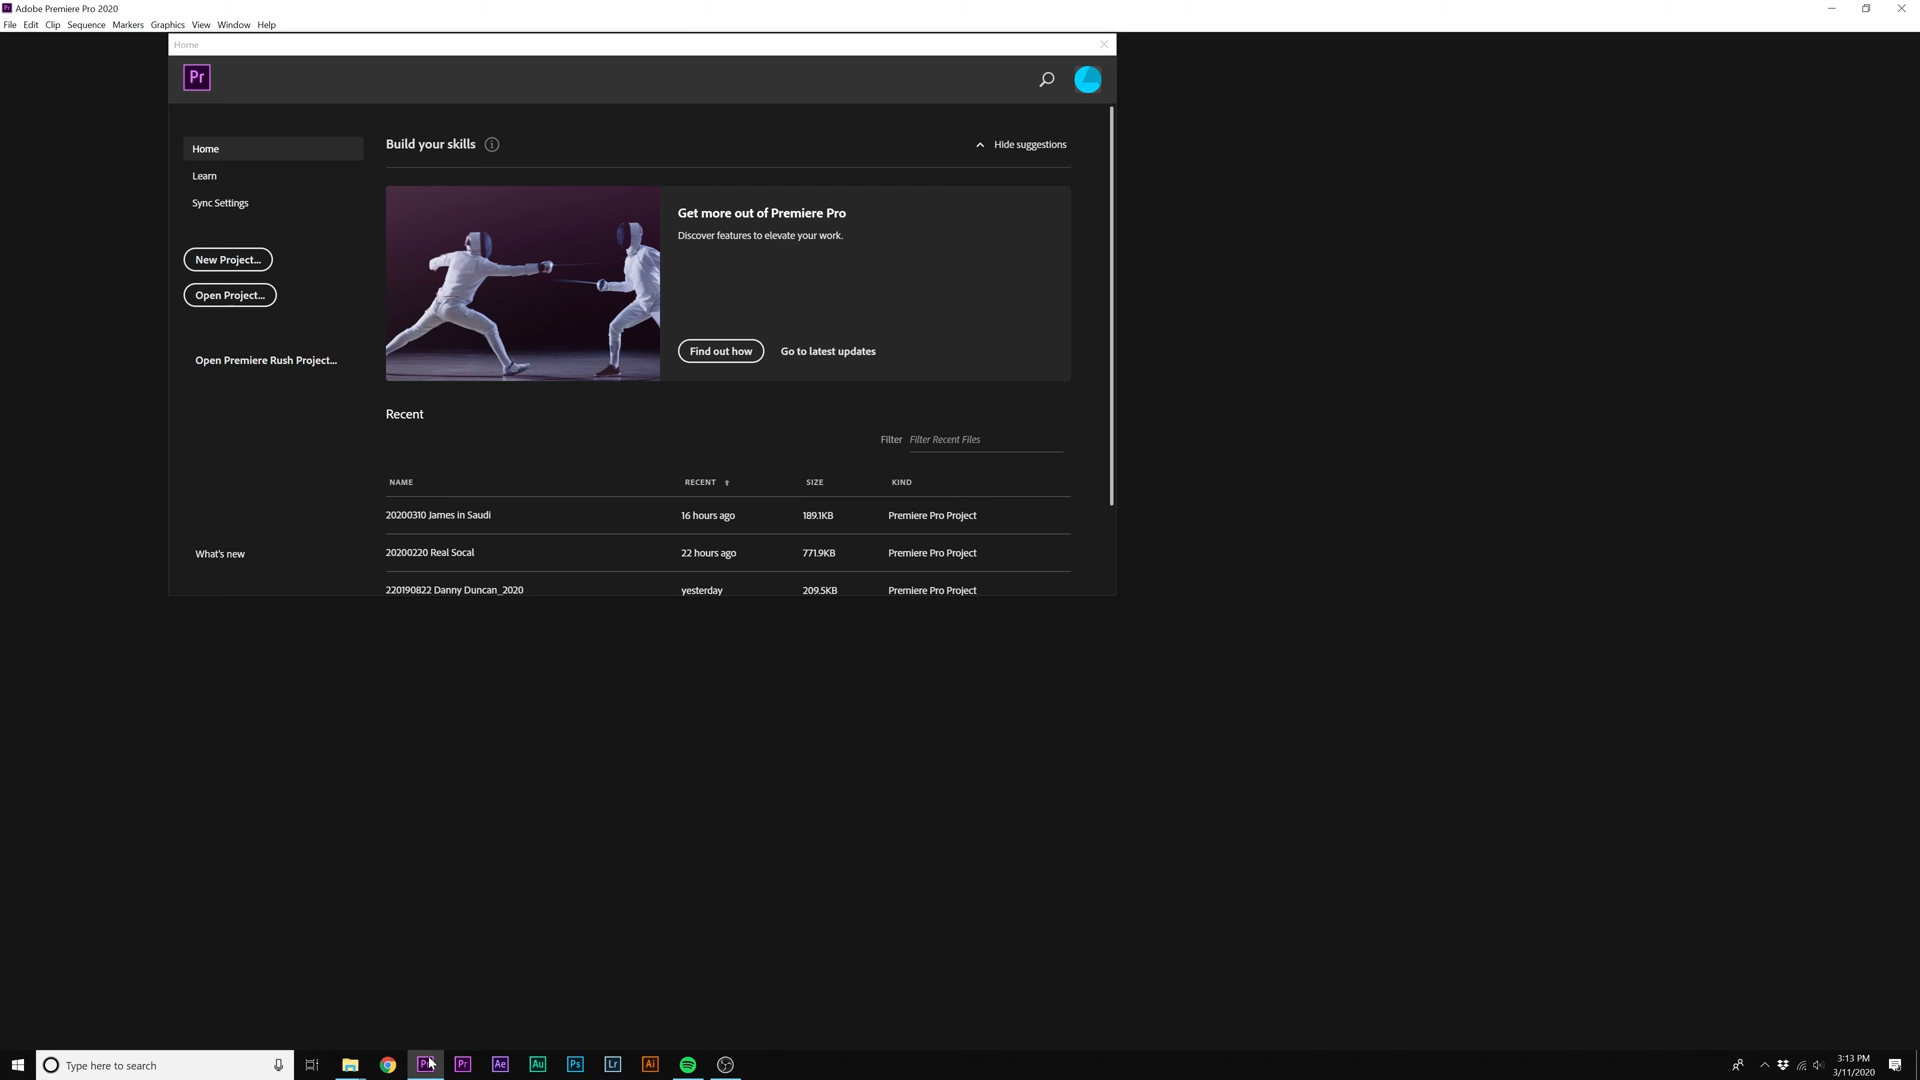 Pr Adobe Premiere Pro 2020
File Edit Clip Sequence Markers Graphics View Window Help
Home
Pr
Home
Learn
Sync Settings
New Project...
Open Project...
Open Premiere Rush Project...
What's new
Build your skills
Hide suggestions
Get more out of Premiere Pro
Discover features to elevate your work.
Find out how Go to latest updates
Recent
Filter Filter Recent Files
NAME RECENT SIZE KIND
20200310 James in Saudi 16 hours ago 189.1KB Premiere Pro Project
20200220 Real Socal 22 hours ago 771.9KB Premiere Pro Project
220190822 Danny Duncan_2020 yesterday 209.5KB Premiere Pro Project
Type here to search
Pr Pr Ae Au Ps Lr Ai
3:13 PM
3/11/2020